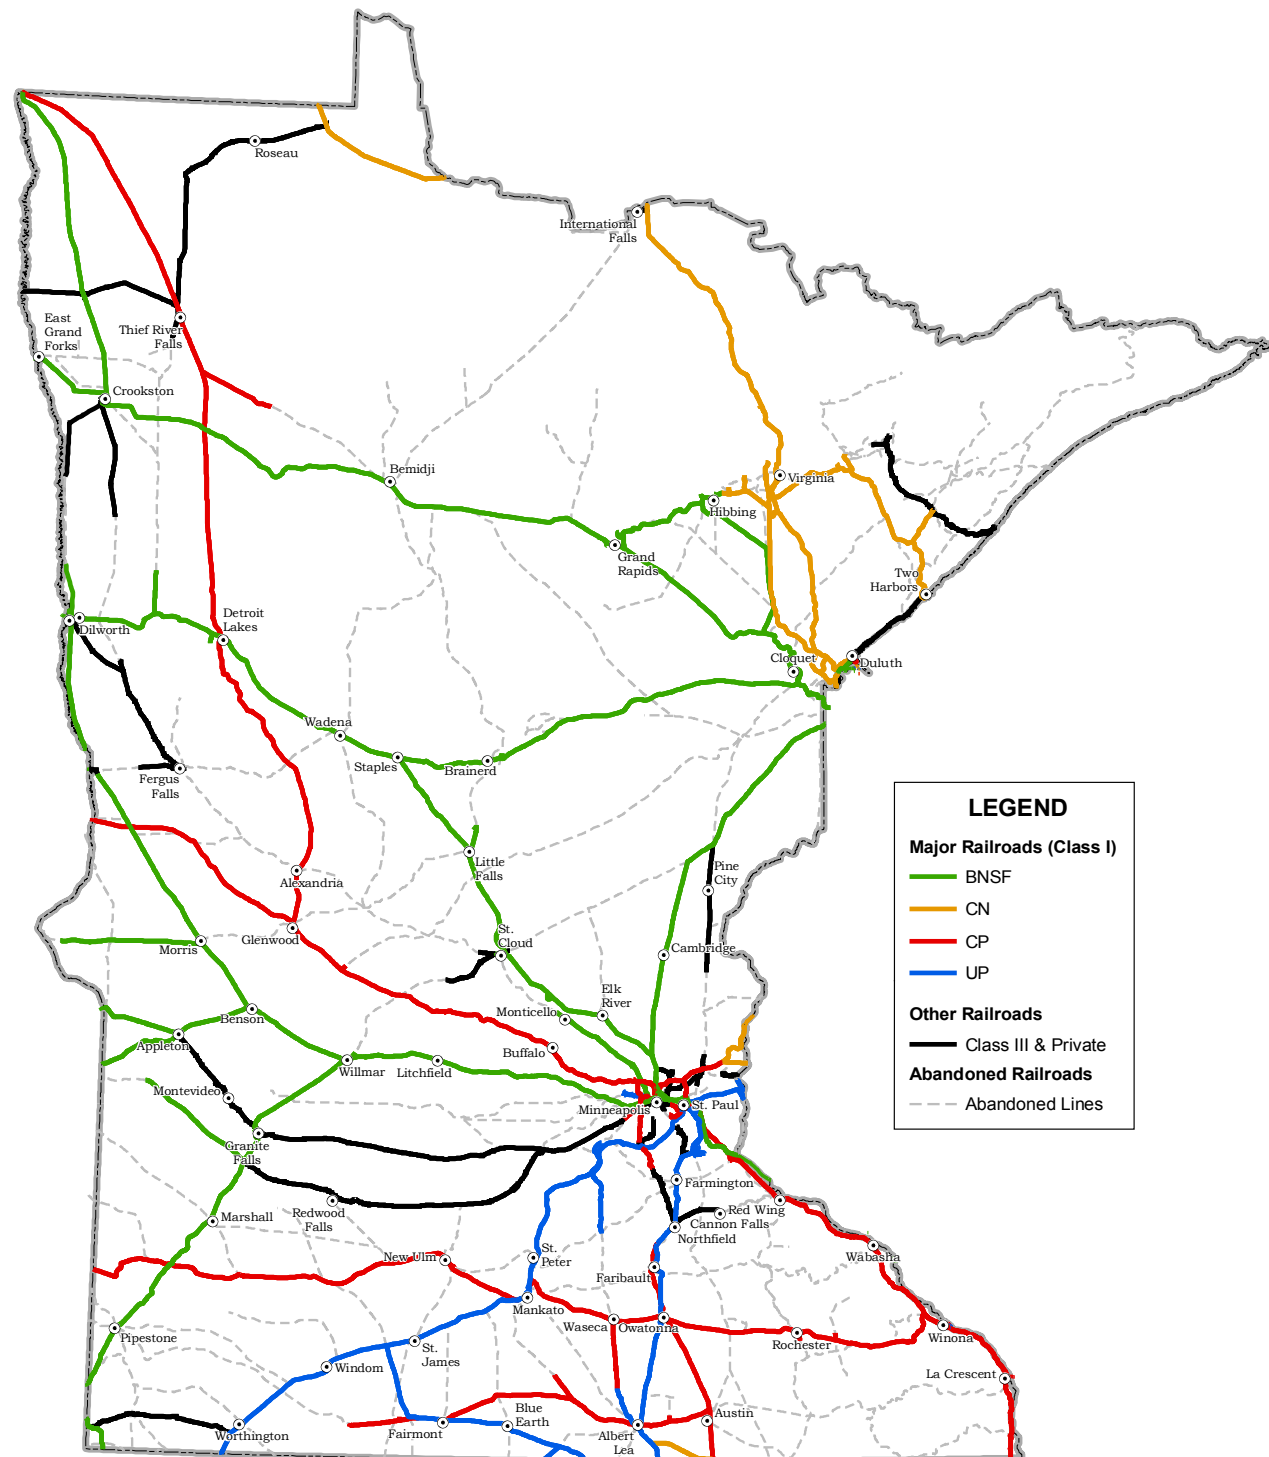 Roseau
International
Falls
East
Grand
Forks
Thief River
Falls
Crookston
Bemidji
Virginia
Hibbing
Grand
Rapids
Two
Harbors
Detroit
Lakes
Dilworth
Cloquet
Duluth
Wadena
Staples
Brainerd
Fergus
Falls
LEGEND
Major Railroads (Class I)
BNSF
CN
CP
UP
Other Railroads
Class III & Private
Abandoned Railroads
Abandoned Lines
Little
Falls
Pine
City
Alexandria
Glenwood
Morris
St.
Cloud
Cambridge
Elk
River
Monticello
Benson
Appleton
Buffalo
Willmar
Litchfield
Montevideo
Minneapolis
St. Paul
Granite
Falls
Farmington
Redwood
Falls
Marshall
Red Wing
Cannon Falls
Northfield
New Ulm
St.
Peter
Wabasha
Faribault
Mankato
Waseca
Owatonna
Rochester
Winona
Pipestone
St.
James
Windom
La Crescent
Worthington
Fairmont
Blue
Earth
Albert
Lea
Austin